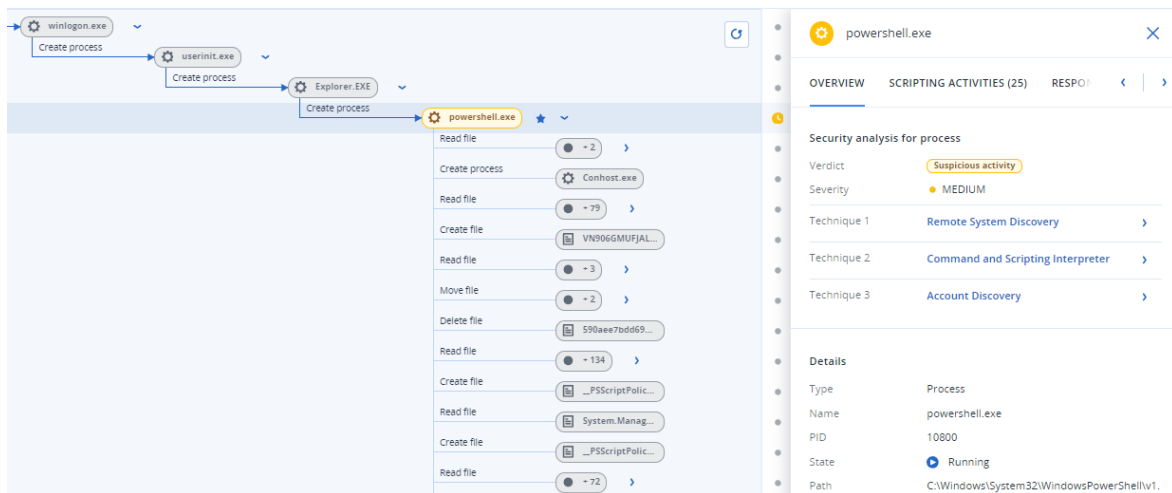 winlogon.exe
Create process
userinit.exe
Create process
Explorer.EXE
Create process
powershell.exe
Read file
+2
Create process
Conhost.exe
Read file
+79
Create file
VN906GMUFJAL...
Read file
+3
Move file
+2
Delete file
590aee7bdd69...
Read file
+134
Create file
__PSScriptPolic...
Read file
System.Manag...
Create file
__PSScriptPolic...
Read file
+72
powershell.exe
OVERVIEW SCRIPTING ACTIVITIES (25) RESPON
Security analysis for process
Verdict Suspicious activity
Severity MEDIUM
Technique 1 Remote System Discovery
Technique 2 Command and Scripting Interpreter
Technique 3 Account Discovery
Details
Type Process
Name powershell.exe
PID 10800
State Running
Path C:\Windows\System32\WindowsPowerShell\v1.